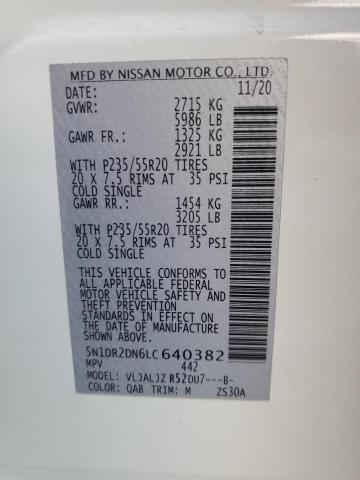 MFD BY NISSAN MOTOR CO., LTD.
DATE: 11/20
GVWR: 2715 KG
5986 LB
GAWR FR.: 1325 KG
2921 LB
WITH P235/55R20 TIRES
20 X 7.5 RIMS AT 35 PSI
COLD SINGLE
GAWR RR.: 1454 KG
3205 LB
WITH P235/55R20 TIRES
20 X 7.5 RIMS AT 35 PSI
COLD SINGLE
THIS VEHICLE CONFORMS TO
ALL APPLICABLE FEDERAL
MOTOR VEHICLE SAFETY
AND THEFT PREVENTION
STANDARDS IN EFFECT ON
THE DATE OF MANUFACTURE
SHOWN ABOVE.
5N1DR2DN6LC640382
MPV 442
MODEL: VLJALJZ R52DU7---B-
COLOR: QAB TRIM: M 2S30A